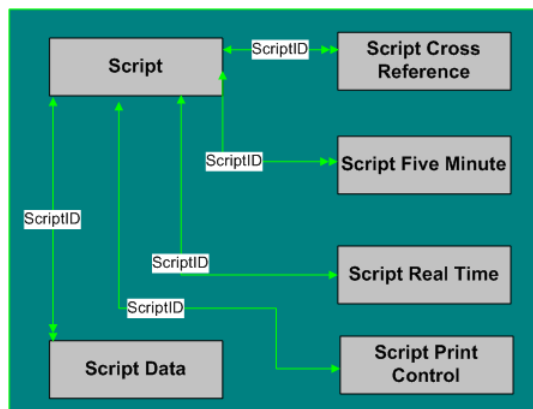 Script
ScriptID
Script Cross
Reference
ScriptID
Script Five Minute
ScriptID
ScriptID
Script Real Time
ScriptID
Script Data
Script Print
Control